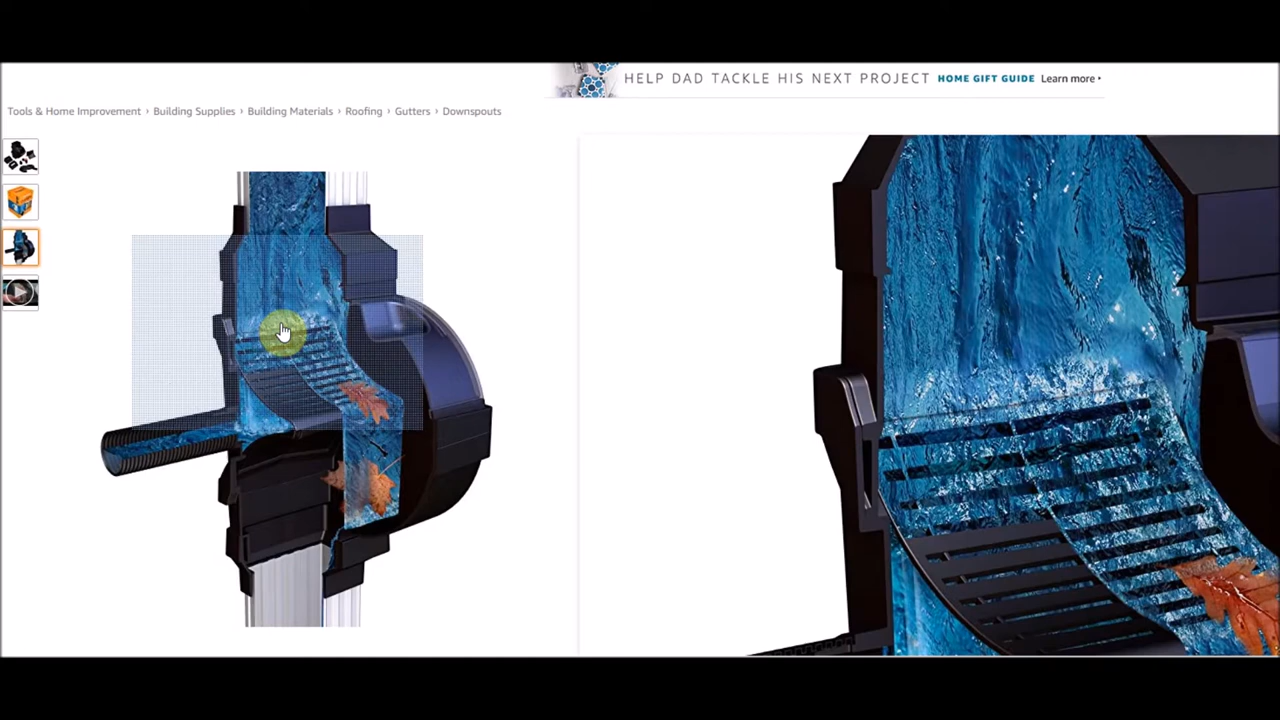 HELP DAD TACKLE HIS NEXT PROJECT HOME GIFT GUIDE Learn more ▸
Tools & Home Improvement › Building Supplies › Building Materials › Roofing › Gutters › Downspouts